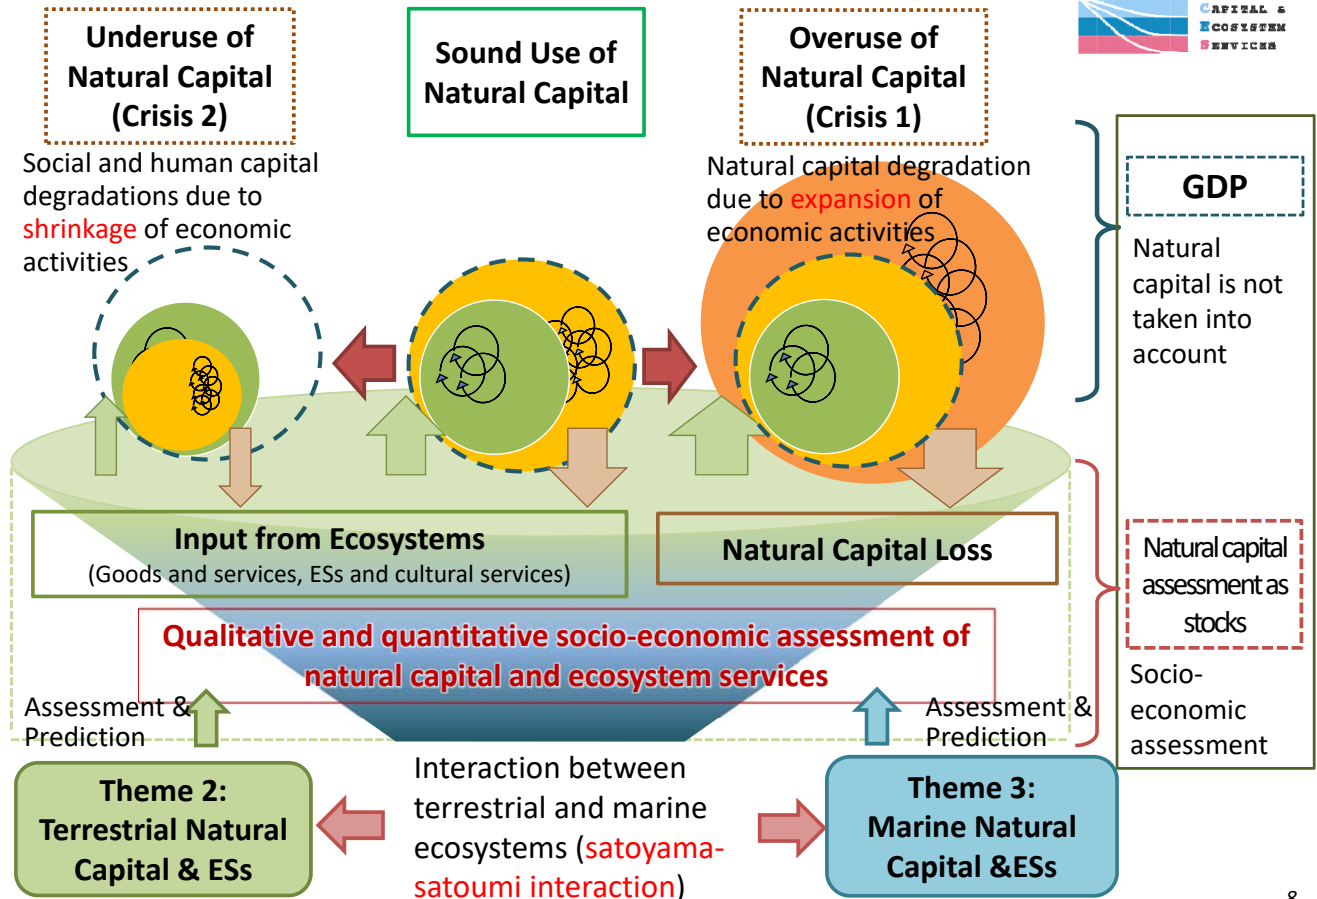 Underuse of
Natural Capital
(Crisis 2)
Sound Use of
Natural Capital
Overuse of
Natural Capital
(Crisis 1)
CAPITAL &
ECOSYSTEM
SERVICES
Social and human capital
degradations due to
shrinkage of economic
activities
Natural capital degradation
due to expansion of
economic activities
GDP
Natural
capital is not
taken into
account
Input from Ecosystems
(Goods and services, ESs and cultural services)
Natural Capital Loss
Natural capital
assessment as
stocks
Socio-
economic
assessment
Qualitative and quantitative socio-economic assessment of
natural capital and ecosystem services
Assessment &
Prediction
Assessment &
Prediction
Theme 2:
Terrestrial Natural
Capital & ESs
Interaction between
terrestrial and marine
ecosystems (satoyama-
satoumi interaction)
Theme 3:
Marine Natural
Capital &ESs
8